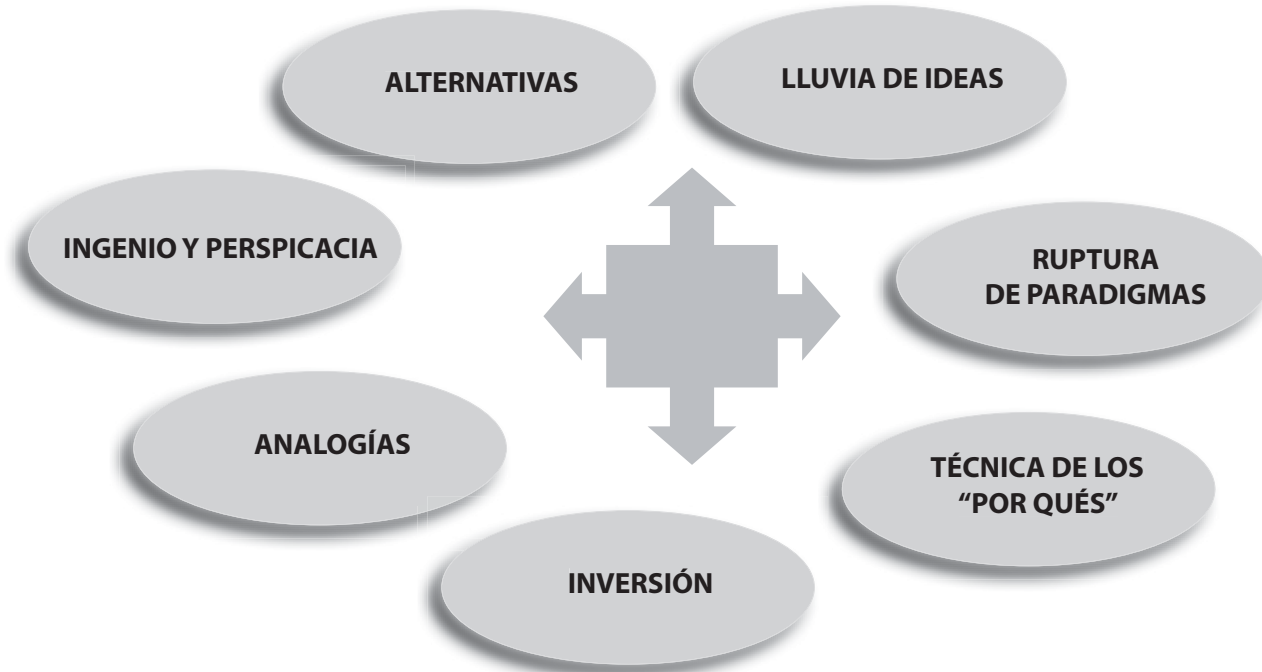 ALTERNATIVAS
LLUVIA DE IDEAS
INGENIO Y PERSPICACIA
RUPTURA
DE PARADIGMAS
ANALOGÍAS
TÉCNICA DE LOS
“POR QUÉS”
INVERSIÓN